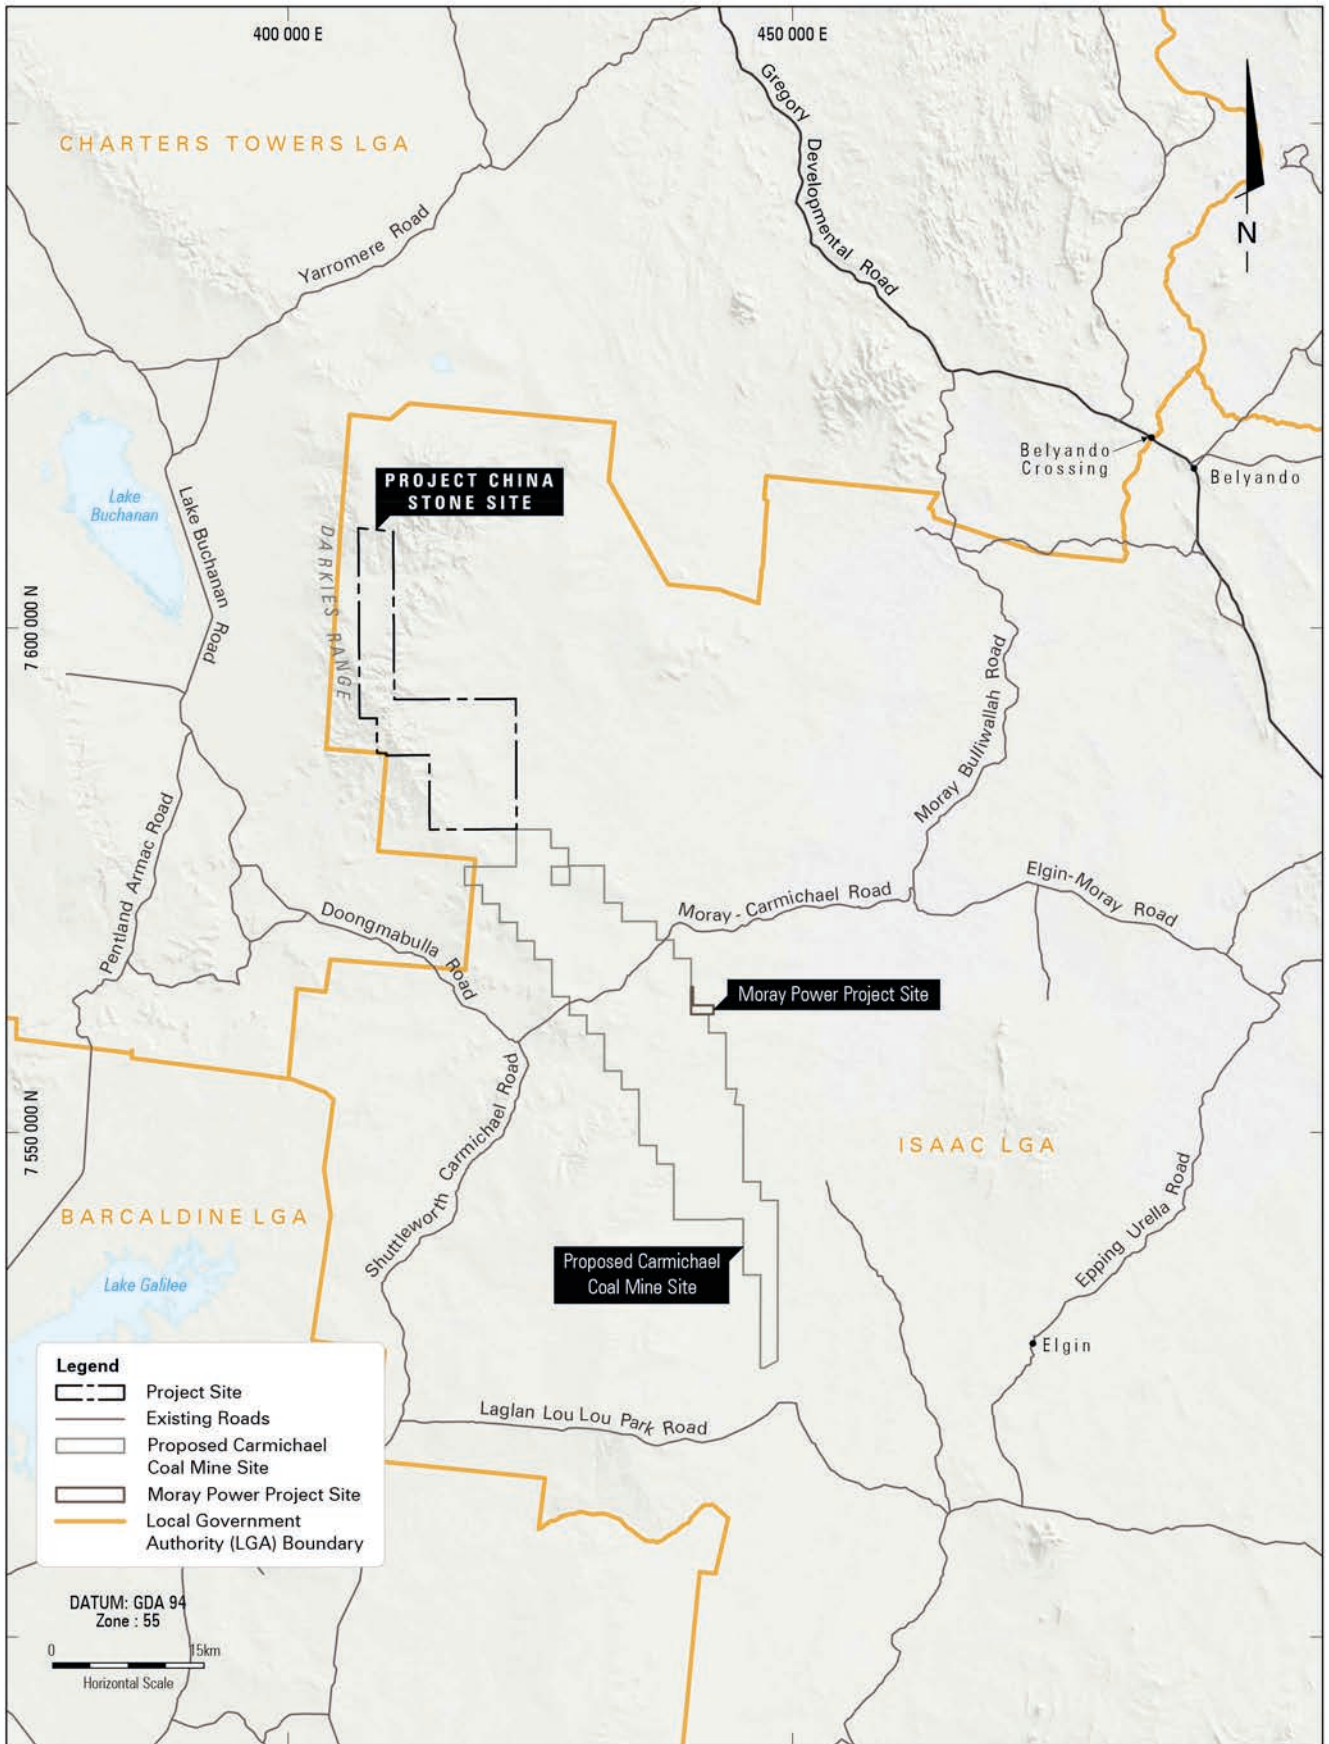 400 000 E
450 000 E
Gregory Developmental Road
CHARTERS TOWERS LGA
N
Yarromere Road
Belyando
Crossing
Belyando
PROJECT CHINA
STONE SITE
Lake
Buchanan
Lake Buchanan Road
DARKIES RANGE
7 600 000 N
Moray Bulliwallah Road
Pentland Armac Road
Elgin-Moray Road
Moray-Carmichael Road
Doongmabulla Road
Moray Power Project Site
Shuttleworth Carmichael Road
7 550 000 N
ISAAC LGA
Epping Urella Road
BARCALDINE LGA
Lake Galilee
Proposed Carmichael
Coal Mine Site
Elgin
Laglan Lou Lou Park Road
Legend
Project Site
Existing Roads
Proposed Carmichael
Coal Mine Site
Moray Power Project Site
Local Government
Authority (LGA) Boundary
DATUM: GDA 94
Zone : 55
0 15km
Horizontal Scale